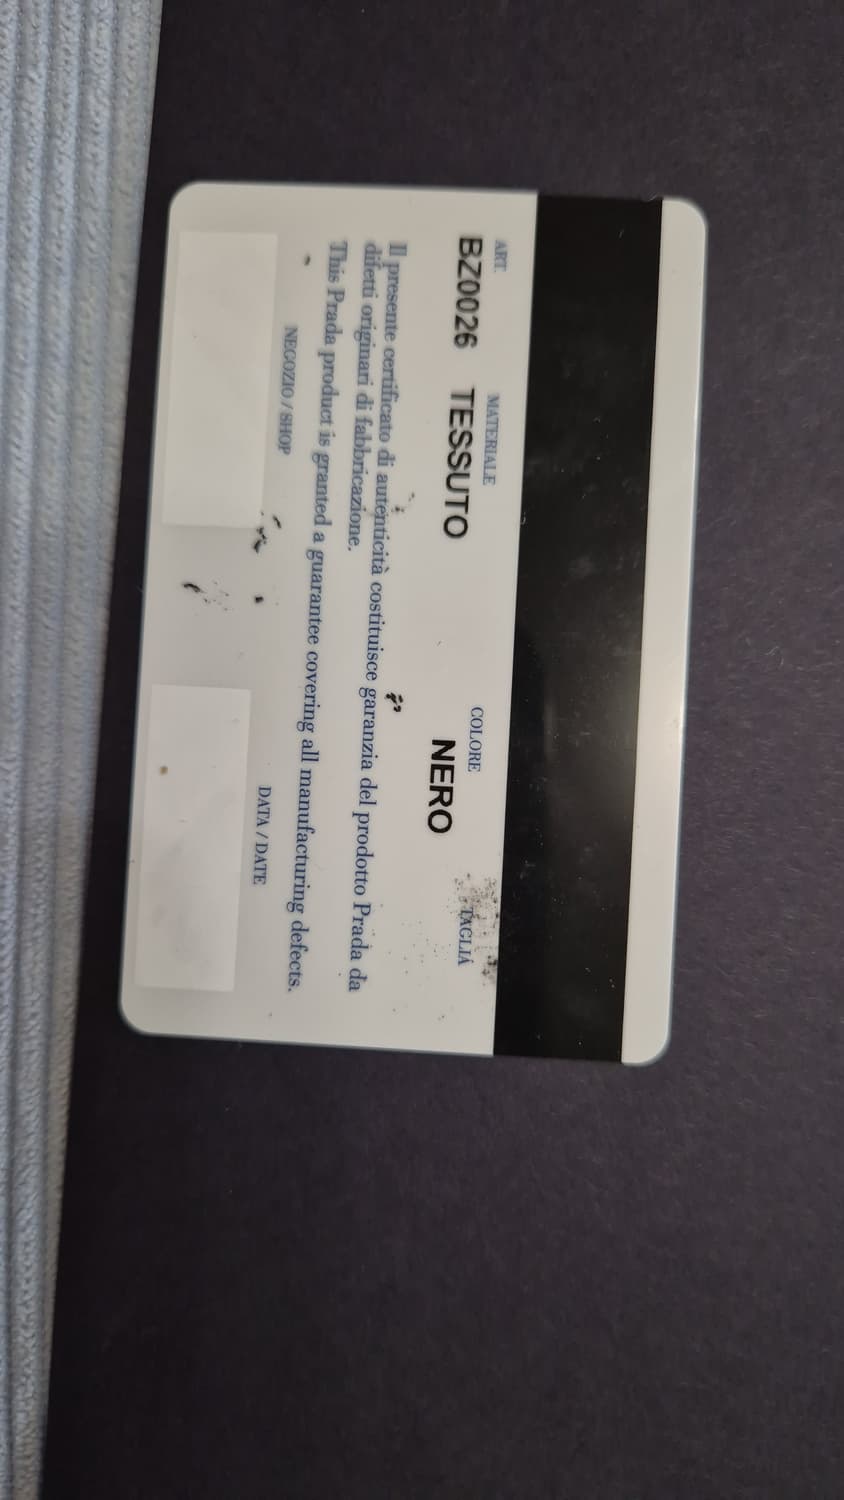 ART. MATERIALE COLORE TAGLIA
BZ0026 TESSUTO NERO
Il presente certificato di autenticità costituisce garanzia del prodotto Prada da
difetti originari di fabbricazione.
This Prada product is granted a guarantee covering all manufacturing defects.
NEGOZIO / SHOP DATA / DATE